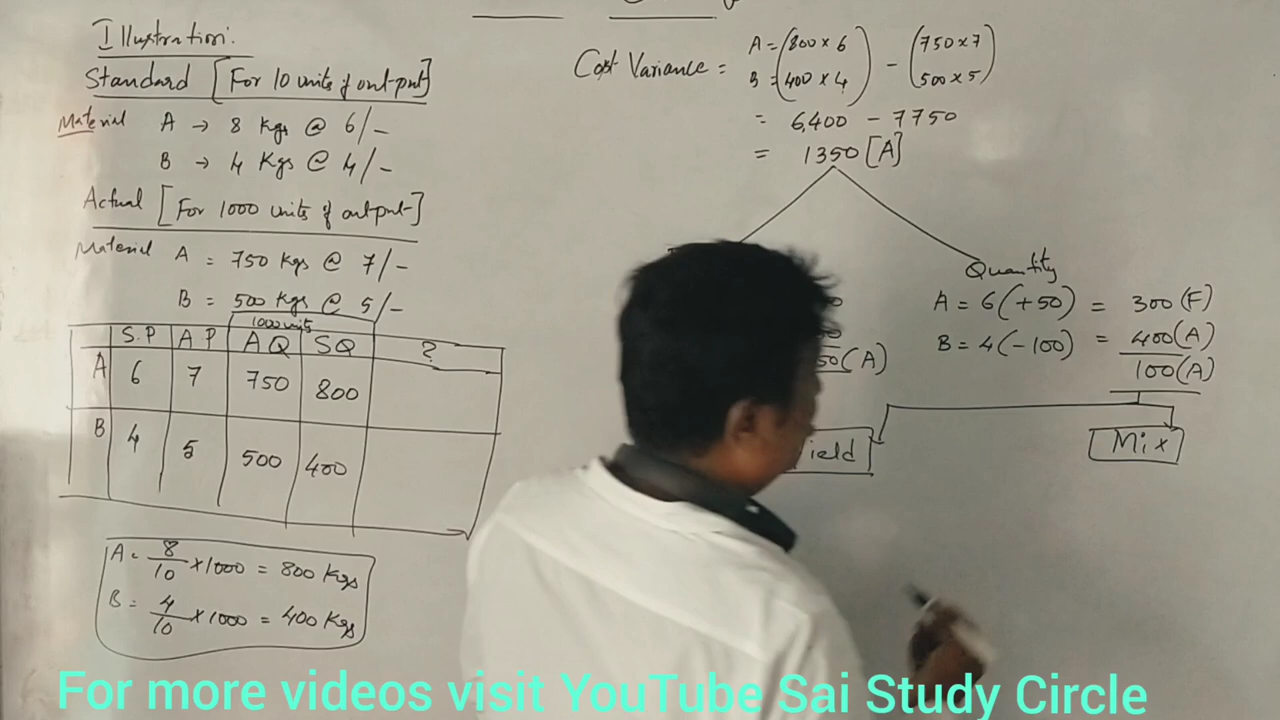 Illustration:
Standard [For 10 units of out-put]
Material A → 8 Kgs @ 6/-
B → 4 Kgs @ 4/-
Actual [For 1000 units of out put-]
Material A = 750 Kgs @ 7/-
B = 500 Kgs @ 5/-
1000 units
S.P A P A Q S Q ?
A 6 7 750 800
B 4 5 500 400
A = 8/10 × 1000 = 800 Kgs
B = 4/10 × 1000 = 400 Kgs
Cost Variance = A = (800 × 6) - (750 × 7)
B = (400 × 4) (500 × 5)
= 6,400 - 7750
= 1350 [A]
Quantity
A = 6 (+50) = 300 (F)
B = 4 (-100) = 400 (A)
100 (A)
50 (A)
ield
Mix
For more videos visit YouTube Sai Study Circle